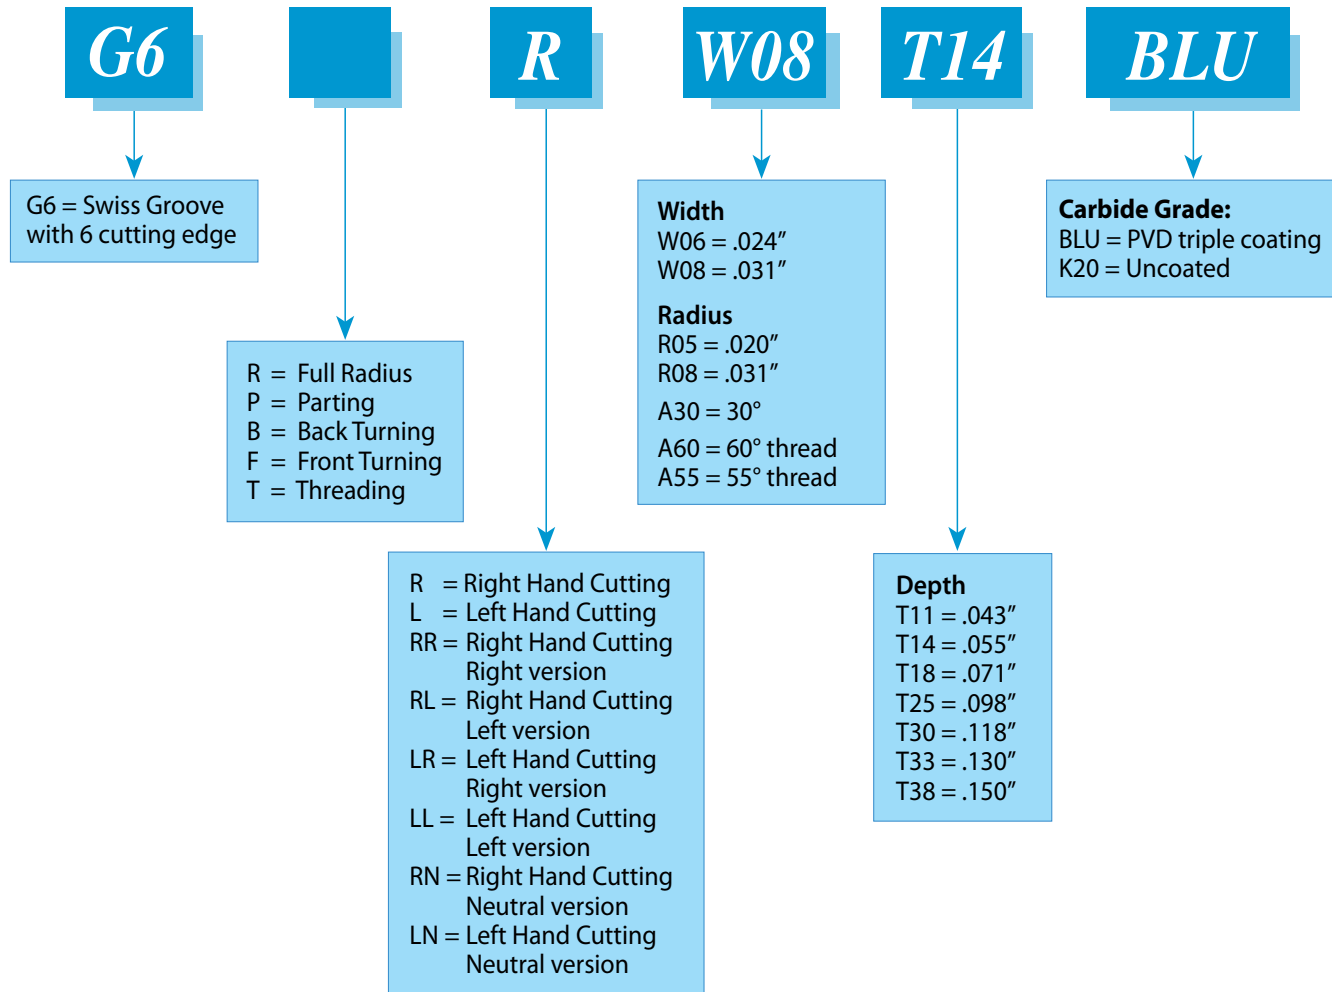 G6 R W08 T14 BLU
G6 = Swiss Groove
with 6 cutting edge
R = Full Radius
P = Parting
B = Back Turning
F = Front Turning
T = Threading
R = Right Hand Cutting
L = Left Hand Cutting
RR = Right Hand Cutting
Right version
RL = Right Hand Cutting
Left version
LR = Left Hand Cutting
Right version
LL = Left Hand Cutting
Left version
RN = Right Hand Cutting
Neutral version
LN = Left Hand Cutting
Neutral version
Width
W06 = .024″
W08 = .031″
Radius
R05 = .020″
R08 = .031″
A30 = 30°
A60 = 60° thread
A55 = 55° thread
Depth
T11 = .043″
T14 = .055″
T18 = .071″
T25 = .098″
T30 = .118″
T33 = .130″
T38 = .150″
Carbide Grade:
BLU = PVD triple coating
K20 = Uncoated